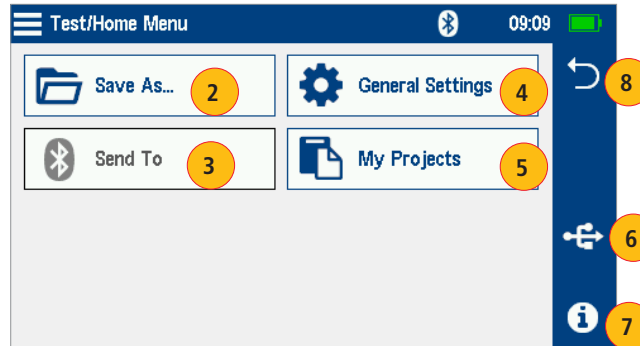 Test/Home Menu 09:09
Save As... 2 General Settings 4 8
Send To 3 My Projects 5
6
7